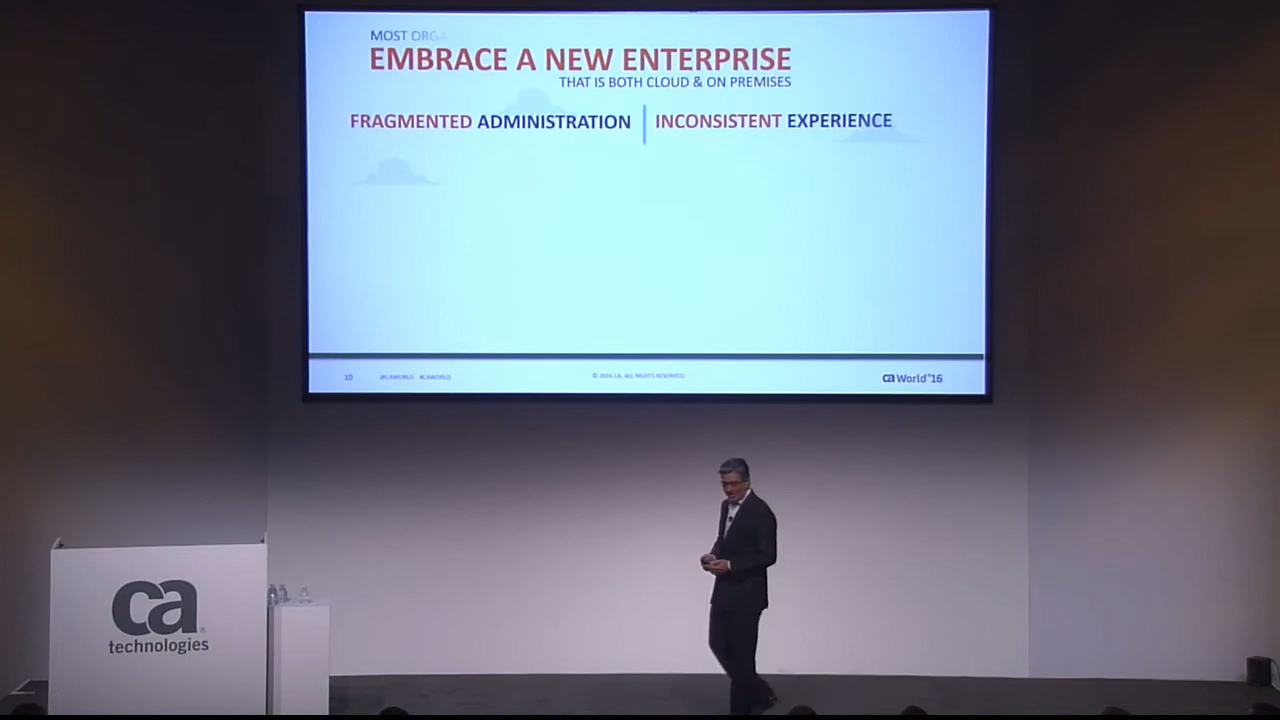 MOST ORGA
EMBRACE A NEW ENTERPRISE
THAT IS BOTH CLOUD & ON PREMISES
FRAGMENTED ADMINISTRATION | INCONSISTENT EXPERIENCE
10 @CAWORLD #CAWORLD © 2016 CA. ALL RIGHTS RESERVED. ca World '16
ca
technologies